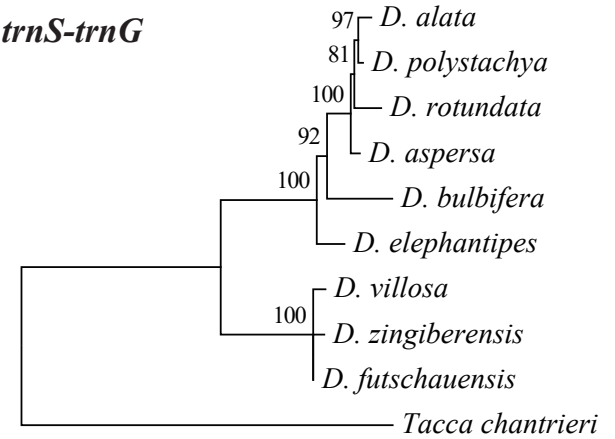 trnS-trnG
97
D. alata
81
D. polystachya
100
D. rotundata
92
D. aspersa
100
D. bulbifera
D. elephantipes
100
D. villosa
D. zingiberensis
D. futschauensis
Tacca chantrieri